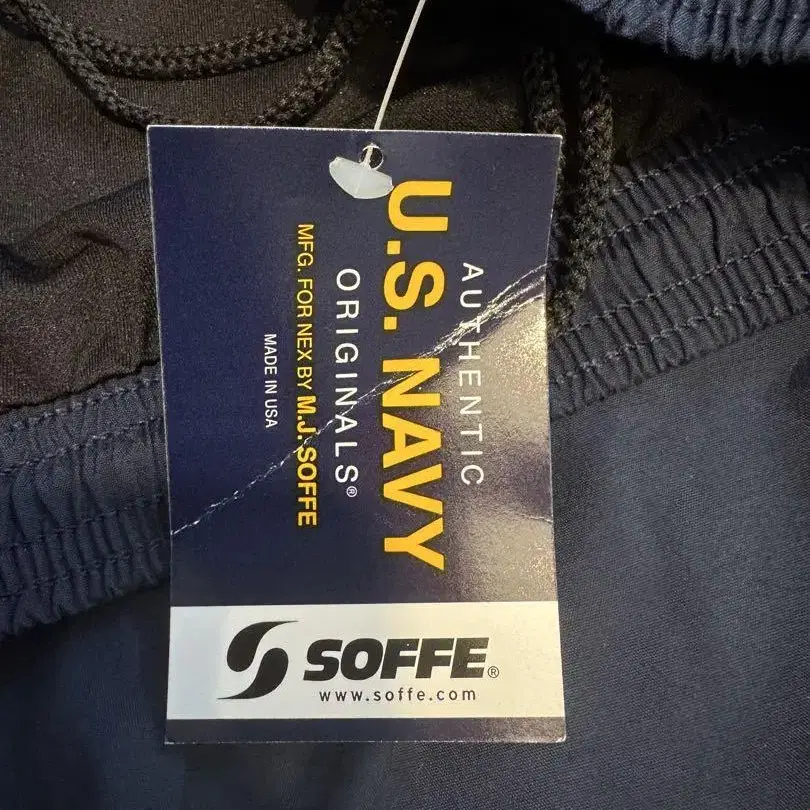 AUTHENTIC
U.S. NAVY
ORIGINALS®
MFG. FOR NEX BY M.J. SOFFE
MADE IN USA
SOFFE®
www.soffe.com